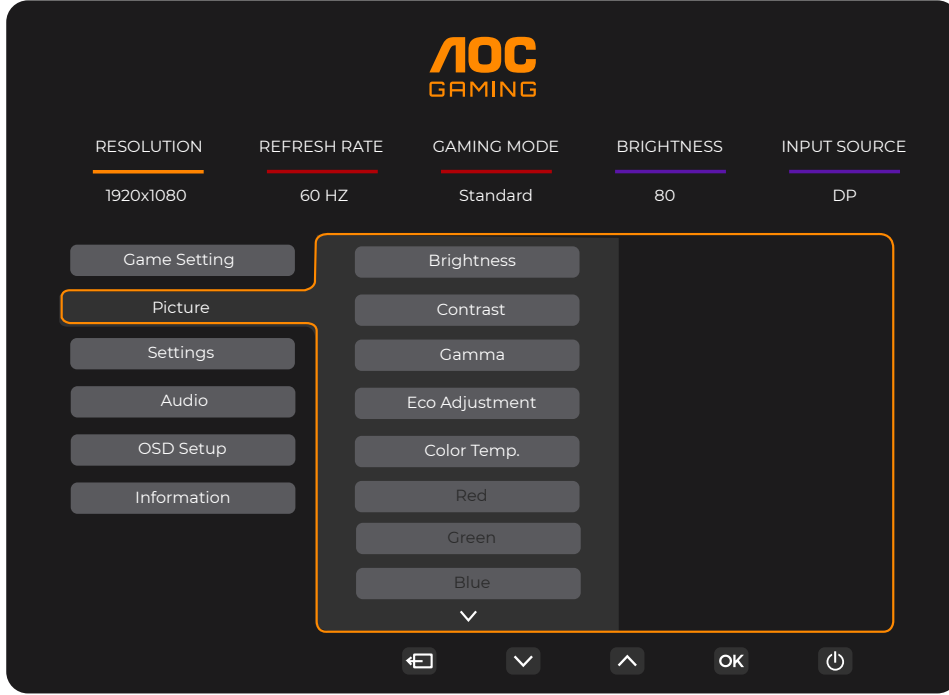 AOC
GAMING
RESOLUTION REFRESH RATE GAMING MODE BRIGHTNESS INPUT SOURCE
1920x1080 60 HZ Standard 80 DP
Game Setting
Picture
Settings
Audio
OSD Setup
Information
Brightness
Contrast
Gamma
Eco Adjustment
Color Temp.
Red
Green
Blue
OK